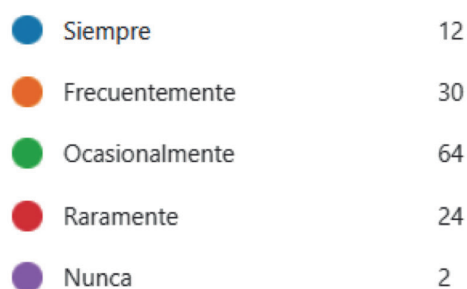 Siempre 12
Frecuentemente 30
Ocasionalmente 64
Raramente 24
Nunca 2